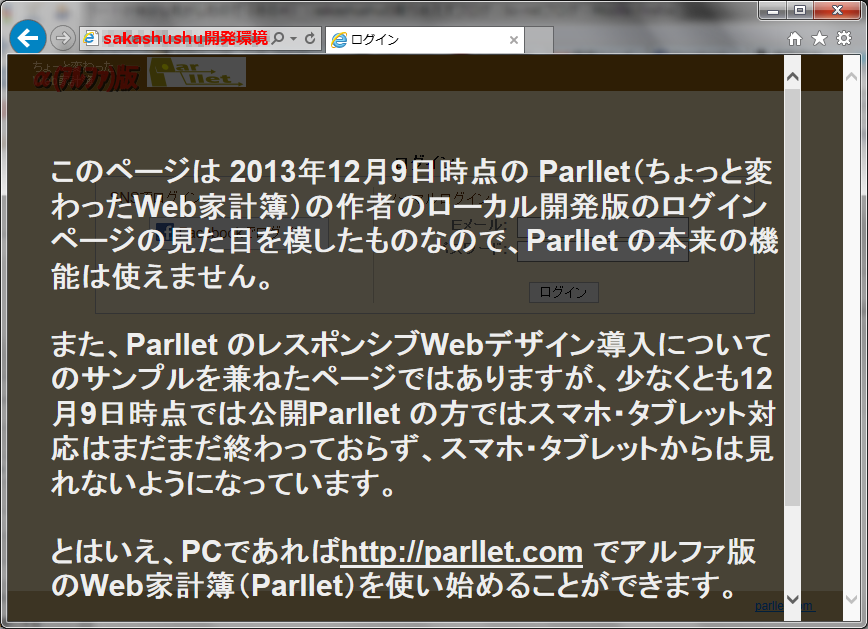 sakashushu開発環境
ログイン
ちょっと変わった
α(アルファ)版
Parllet
このページは 2013年12月9日時点の Parllet(ちょっと変
わったWeb家計簿)の作者のローカル開発版のログイン
ページの見た目を模したものなので、Parllet の本来の機
能は使えません。
ログイン
また、Parllet のレスポンシブWebデザイン導入について
のサンプルを兼ねたページではありますが、少なくとも12
月9日時点では公開Parllet の方ではスマホ・タブレット対
応はまだまだ終わっておらず、スマホ・タブレットからは見
れないようになっています。
とはいえ、PCであればhttp://parllet.com でアルファ版
のWeb家計簿(Parllet)を使い始めることができます。